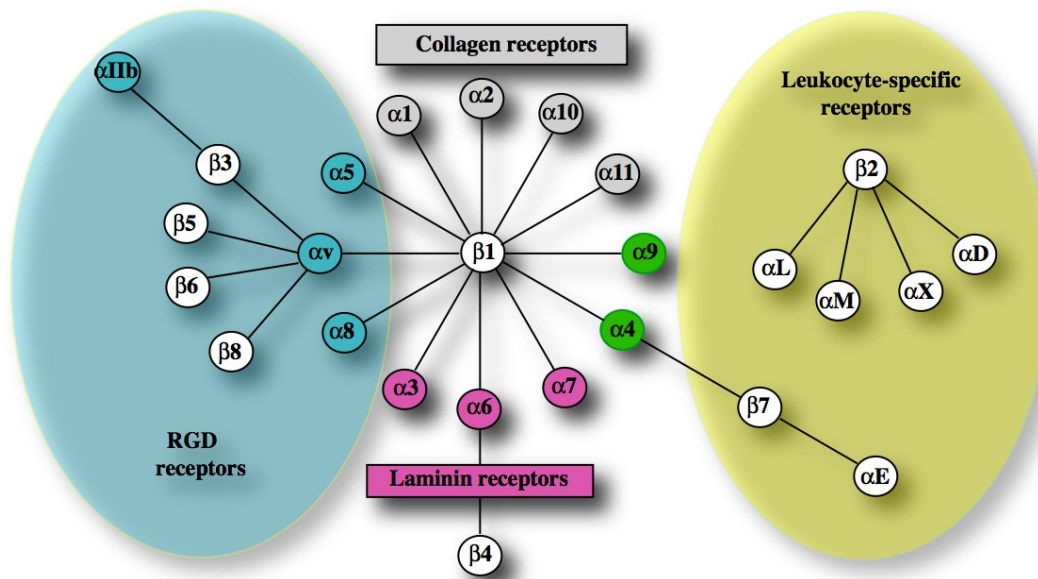 Collagen receptors
αIIb
α2
Leukocyte-specific
receptors
α1
α10
β3
α5
α11
β2
β5
αv
β1
α9
αL
αD
β6
αM
αX
α8
α4
β8
α3
α6
α7
β7
RGD
receptors
Laminin receptors
αE
β4